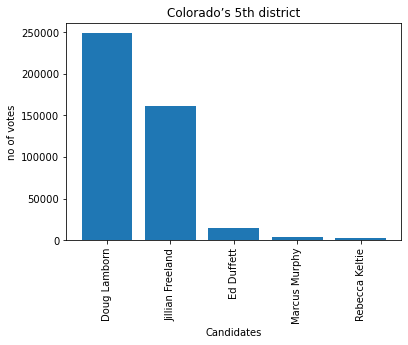 Colorado’s 5th district
250000
200000
150000
100000
50000
0
no of votes
Doug Lamborn
Jillian Freeland
Ed Duffett
Marcus Murphy
Rebecca Keltie
Candidates